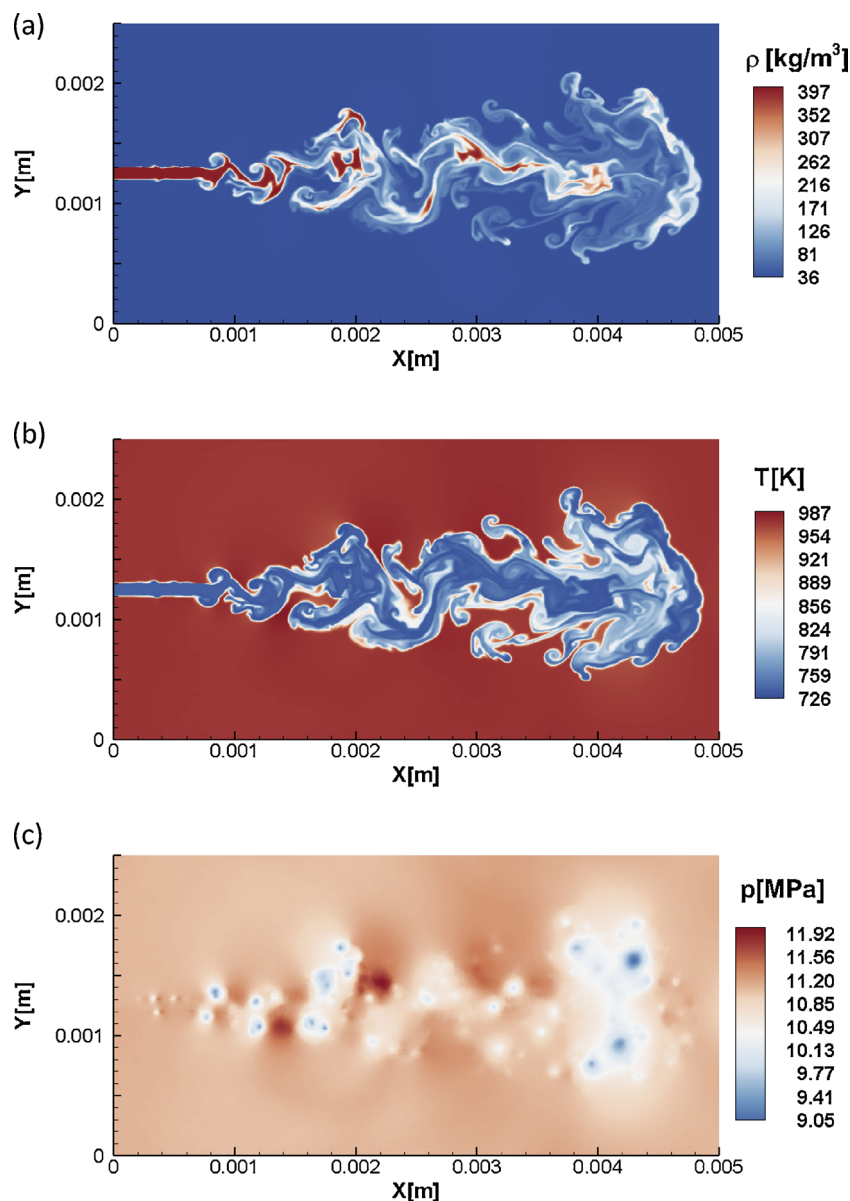 (a)
ρ [kg/m³]
397
352
307
262
216
171
126
81
36
Y[m]
0.002
0.001
0
0 0.001 0.002 0.003 0.004 0.005
X[m]
(b)
T[K]
987
954
921
889
856
824
791
759
726
Y[m]
0.002
0.001
0
0 0.001 0.002 0.003 0.004 0.005
X[m]
(c)
p[MPa]
11.92
11.56
11.20
10.85
10.49
10.13
9.77
9.41
9.05
Y[m]
0.002
0.001
0
0 0.001 0.002 0.003 0.004 0.005
X[m]